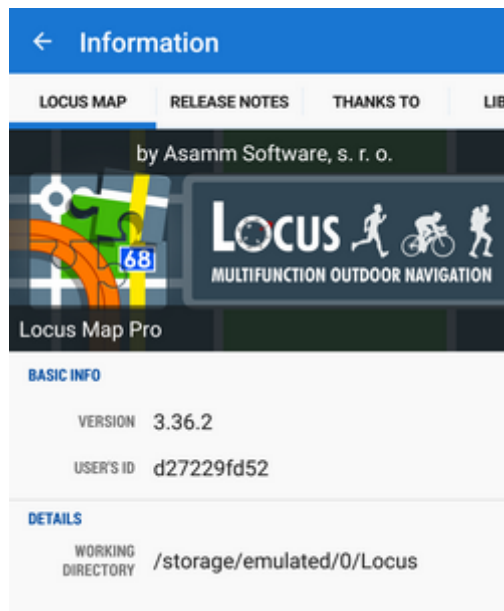 Information
LOCUS MAP RELEASE NOTES THANKS TO LIB
by Asamm Software, s. r. o.
68
LOCUS
MULTIFUNCTION OUTDOOR NAVIGATION
Locus Map Pro
BASIC INFO
VERSION 3.36.2
USER'S ID d27229fd52
DETAILS
WORKING
DIRECTORY /storage/emulated/0/Locus